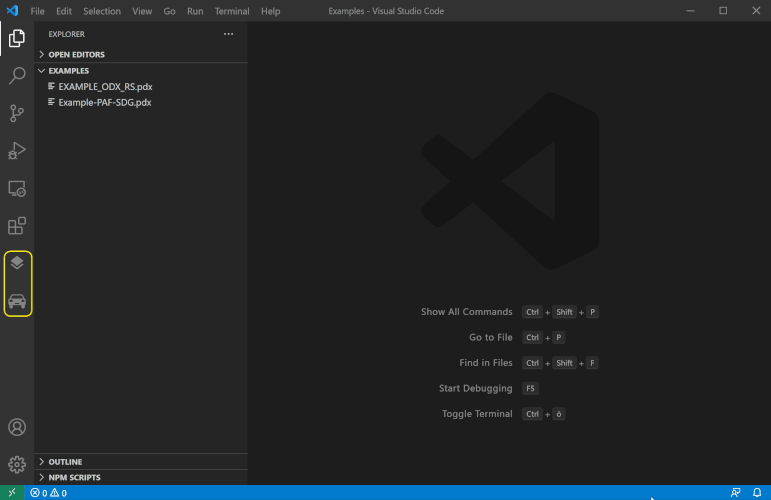 File Edit Selection View Go Run Terminal Help Examples - Visual Studio Code
EXPLORER
OPEN EDITORS
EXAMPLES
EXAMPLE_ODX_RS.pdx
Example-PAF-SDG.pdx
Show All Commands Ctrl + Shift + P
Go to File Ctrl + P
Find in Files Ctrl + Shift + F
Start Debugging F5
Toggle Terminal Ctrl + ö
OUTLINE
NPM SCRIPTS
0 0